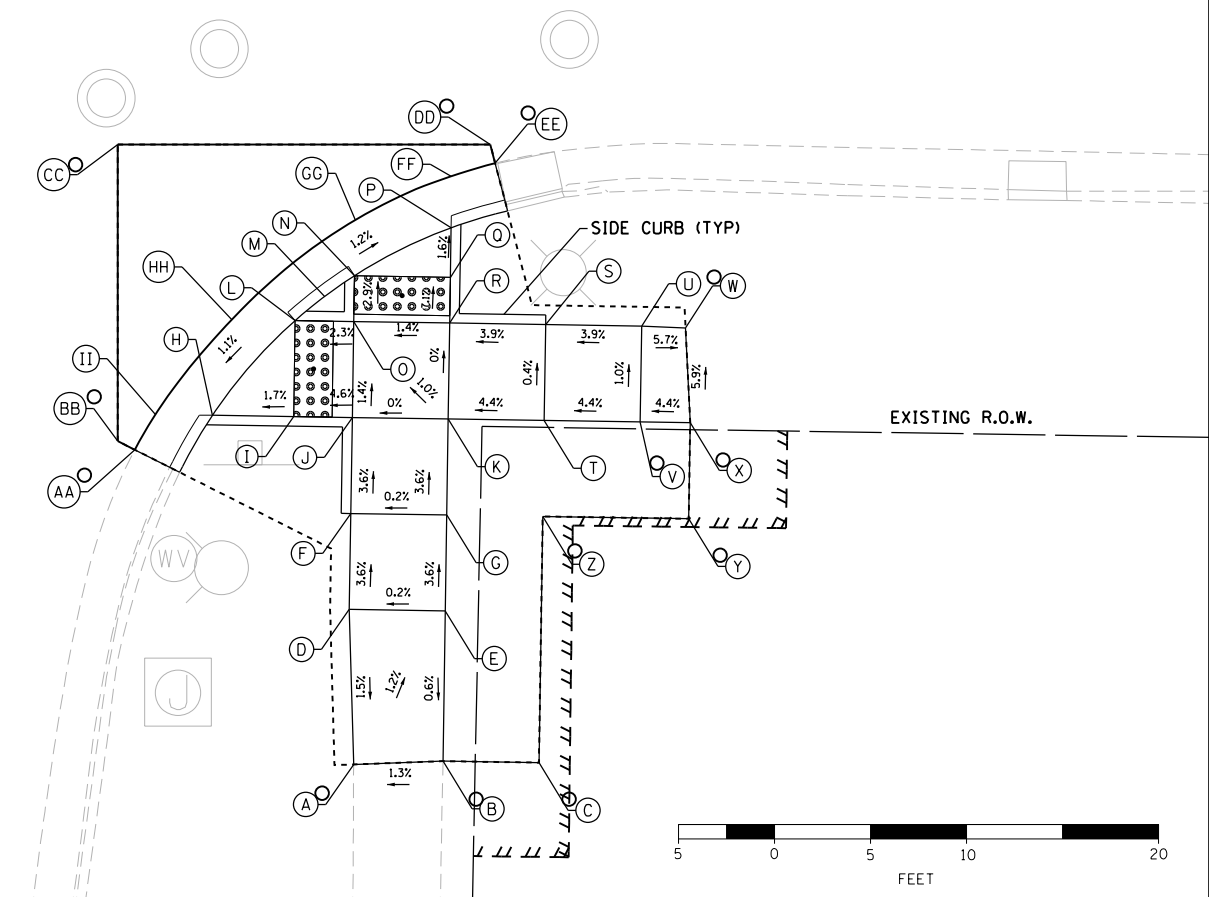 DD
EE
CC
FF
GG
P
N
SIDE CURB (TYP)
1.2%
1.6%
Q
M
HH
S
R
U
W
L
2.9%
H
1.4%
3.9%
3.9%
2.3%
5.7%
1.1%
0%
O
II
0.4%
1.0%
5.9%
1.0%
BB
1.7%
4.6%
1.4%
0%
4.4%
4.4%
4.4%
EXISTING R.O.W.
I
J
K
T
V
X
AA
3.6%
3.6%
0.2%
F
G
WV
Z
Y
3.6%
3.6%
0.2%
D
E
J
1.5%
1.2%
0.6%
1.3%
A
B
C
5
0
5
10
20
FEET